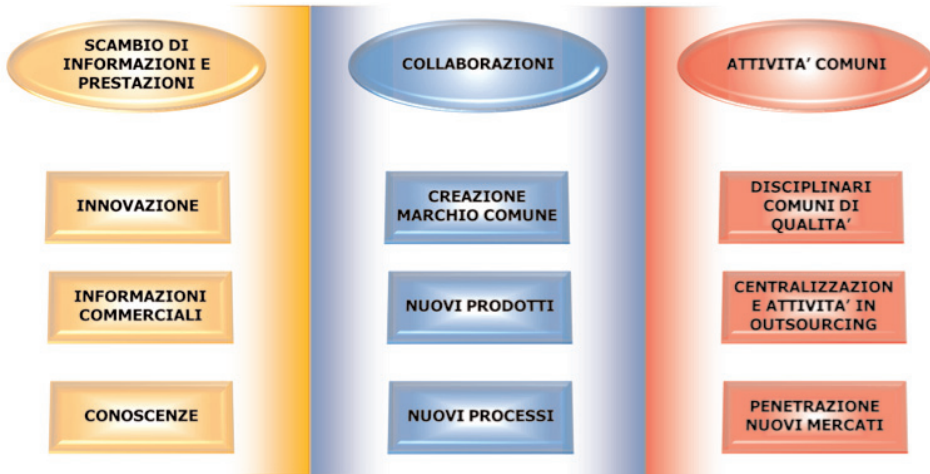 SCAMBIO DI
INFORMAZIONI E
PRESTAZIONI
COLLABORAZIONI
ATTIVITA' COMUNI
INNOVAZIONE
CREAZIONE
MARCHIO COMUNE
DISCIPLINARI
COMUNI DI
QUALITA'
INFORMAZIONI
COMMERCIALI
NUOVI PRODOTTI
CENTRALIZZAZION
E ATTIVITA' IN
OUTSOURCING
CONOSCENZE
NUOVI PROCESSI
PENETRAZIONE
NUOVI MERCATI